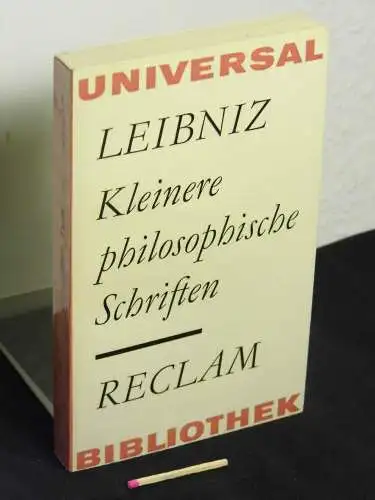 UNIVERSAL
LEIBNIZ
Kleinere
philosophische
Schriften
RECLAM
BIBLIOTHEK